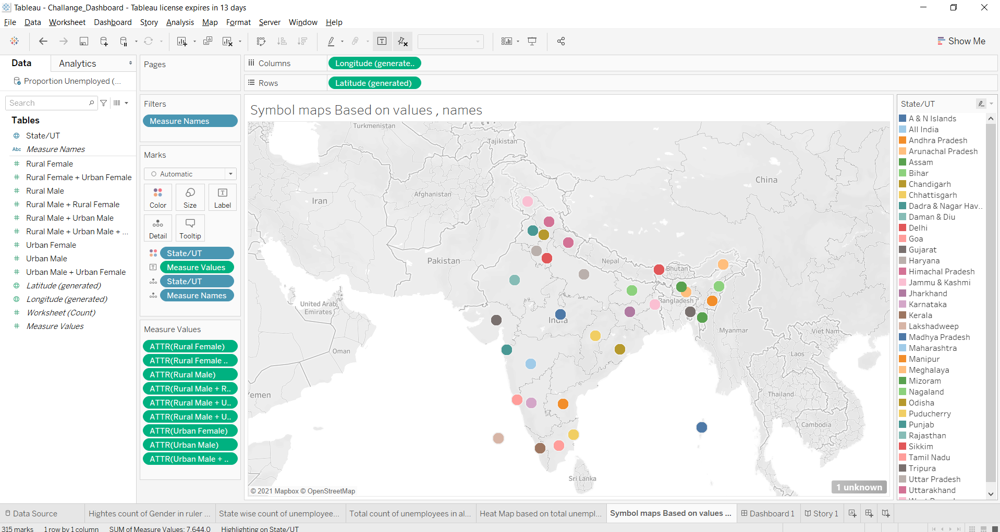 Tableau - Challange_Dashboard - Tableau license expires in 13 days
File Data Worksheet Dashboard Story Analysis Map Format Server Window Help
Show Me
Data
Analytics
Proportion Unemployed (...
Search
Tables
State/UT
Abc Measure Names
Rural Female
Rural Female + Urban Female
Rural Male
Rural Male + Rural Female
Rural Male + Urban Male
Rural Male + Urban Male + ...
Urban Female
Urban Male
Urban Male + Urban Female
Latitude (generated)
Longitude (generated)
Worksheet (Count)
Measure Values
Pages
Filters
Measure Names
Marks
Automatic
Color Size Label
Detail Tooltip
State/UT
Measure Values
State/UT
Measure Names
Measure Values
ATTR(Rural Female)
ATTR(Rural Female ..
ATTR(Rural Male)
ATTR(Rural Male + R..
ATTR(Rural Male + U..
ATTR(Rural Male + U..
ATTR(Urban Female)
ATTR(Urban Male)
ATTR(Urban Male + ..
Columns Longitude (generate..
Rows Latitude (generated)
Symbol maps Based on values , names
Turkmenistan
Tajikistan
China
Afghanistan
Iran
Pakistan
Nepal
Bhutan
Bangladesh
United Arab
Emirates
India
Myanmar
Viet Nam
Oman
Laos
Yemen
Thailand
Cambodia
Sri Lanka
© 2021 Mapbox © OpenStreetMap
1 unknown
State/UT
A & N Islands
All India
Andhra Pradesh
Arunachal Pradesh
Assam
Bihar
Chandigarh
Chhattisgarh
Dadra & Nagar Hav..
Daman & Diu
Delhi
Goa
Gujarat
Haryana
Himachal Pradesh
Jammu & Kashmi
Jharkhand
Karnataka
Kerala
Lakshadweep
Madhya Pradesh
Maharashtra
Manipur
Meghalaya
Mizoram
Nagaland
Odisha
Puducherry
Punjab
Rajasthan
Sikkim
Tamil Nadu
Tripura
Uttar Pradesh
Uttarakhand
Data Source
Hightes count of Gender in ruler ...
State wise count of unemployee...
Total count of unemployees in al...
Heat Map based on total unempl...
Symbol maps Based on values ...
Dashboard 1
Story 1
315 marks 1 row by 1 column SUM of Measure Values: 7,644.0 Highlighting on State/UT